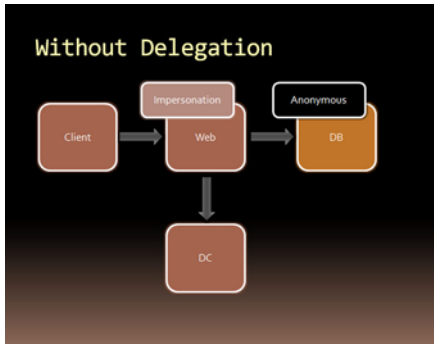 Without Delegation
Impersonation
Anonymous
Client
Web
DB
DC